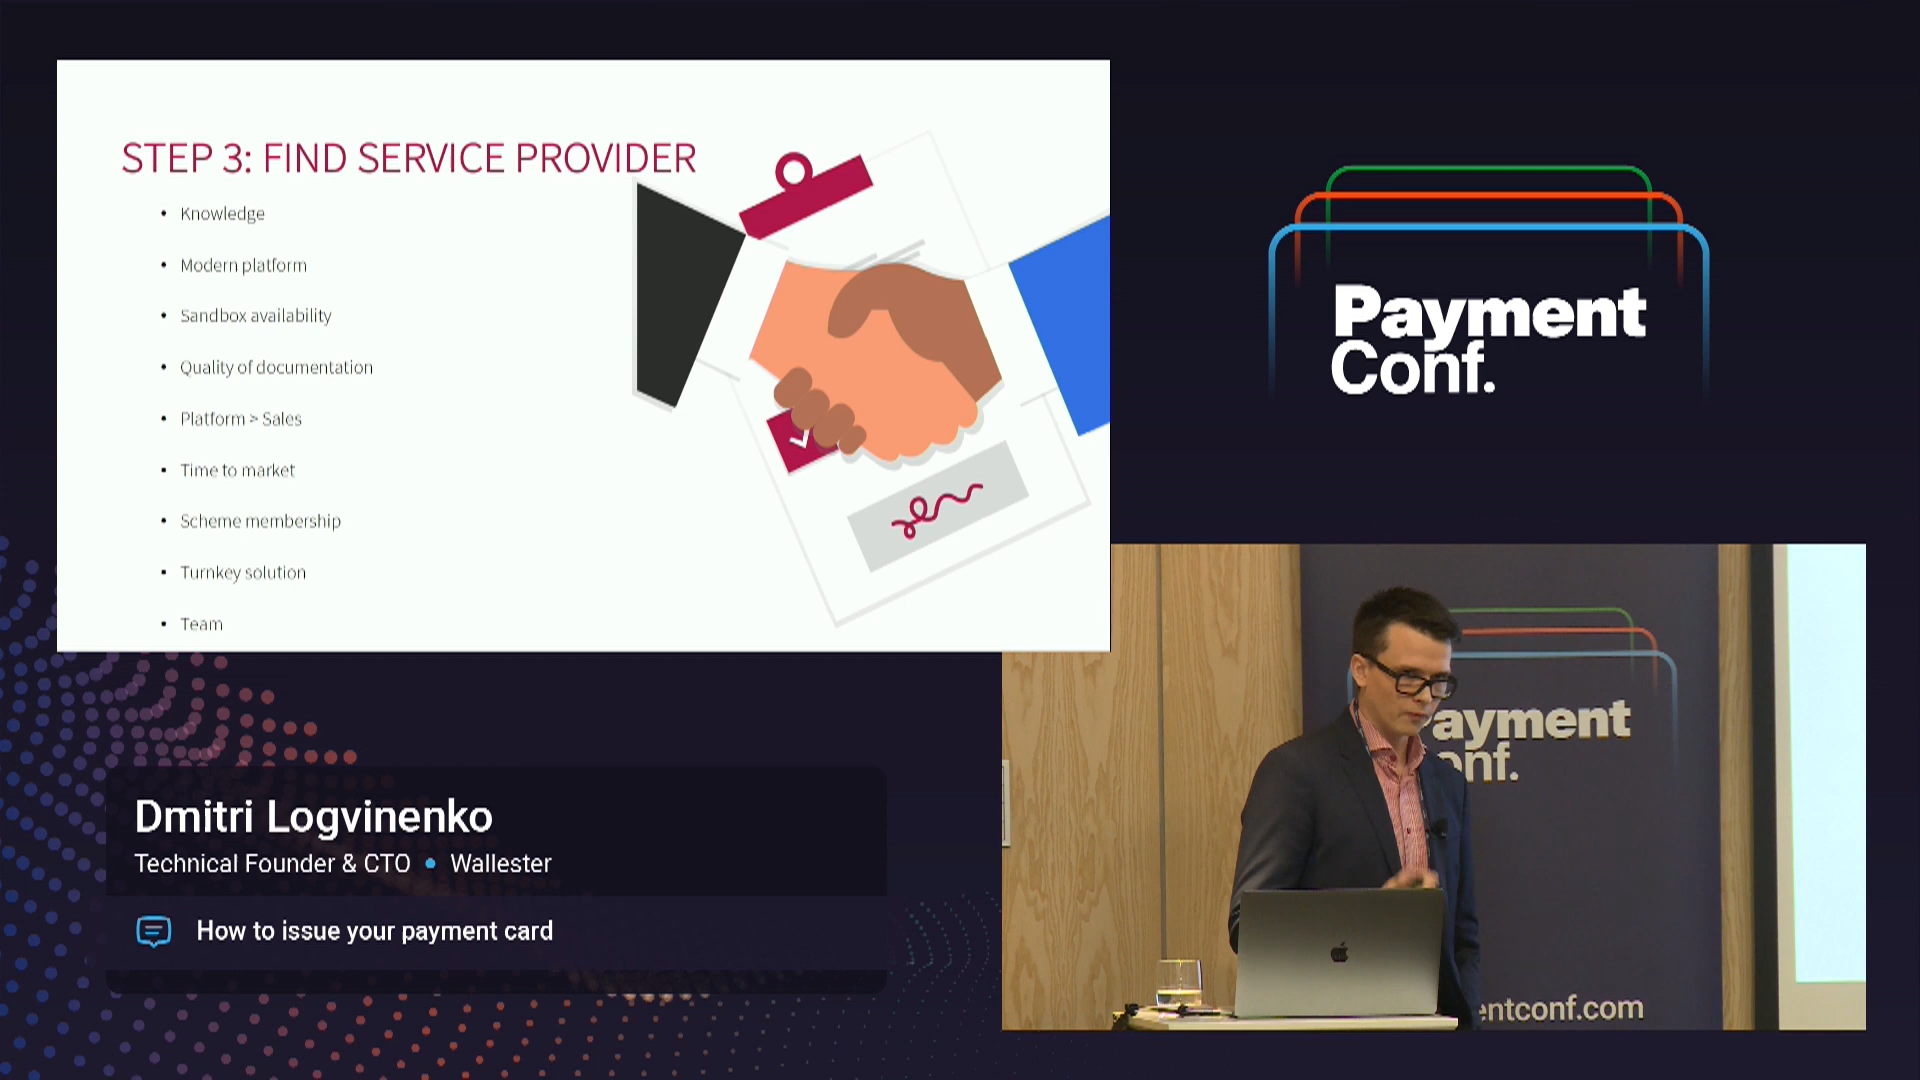 STEP 3: FIND SERVICE PROVIDER
• Knowledge
• Modern platform
• Sandbox availability
• Quality of documentation
• Platform > Sales
• Time to market
• Scheme membership
• Turnkey solution
• Team
Payment
Conf.
ayment
onf.
entconf.com
Dmitri Logvinenko
Technical Founder & CTO • Wallester
How to issue your payment card